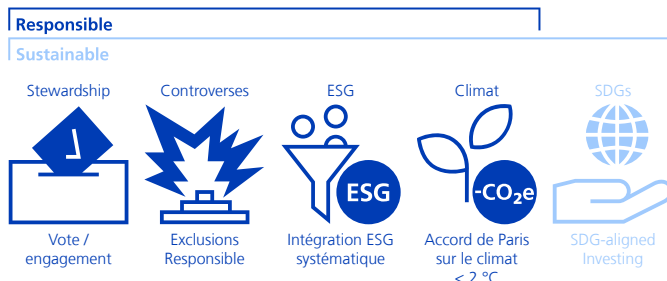 Responsible
Sustainable
Stewardship
Controverses
ESG
Climat
SDGs
ESG
-CO₂e
Vote /
engagement
Exclusions
Responsible
Intégration ESG
systématique
Accord de Paris
sur le climat
< 2 °C
SDG-aligned
Investing